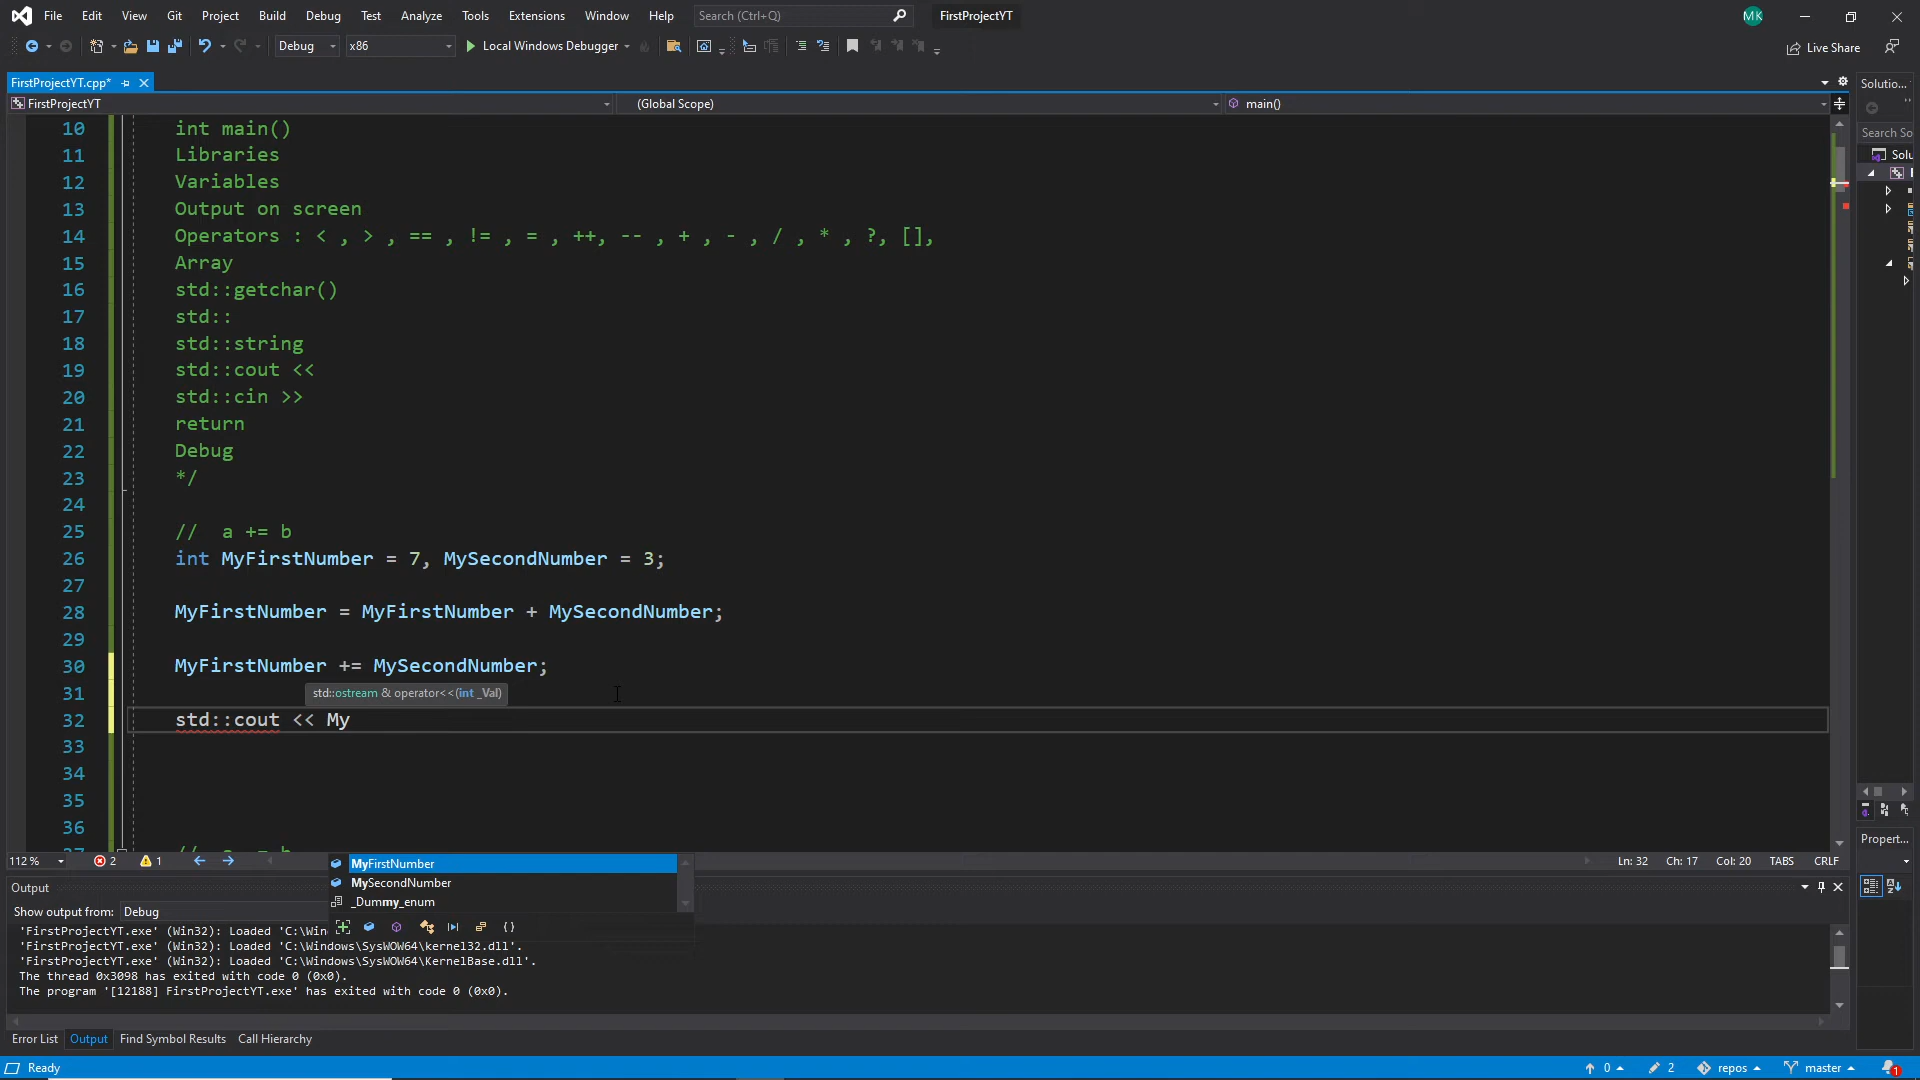 File Edit View Git Project Build Debug Test Analyze Tools Extensions Window Help Search (Ctrl+Q) FirstProjectYT MK
Debug x86 Local Windows Debugger Live Share
FirstProjectYT.cpp* Solutio...
FirstProjectYT (Global Scope) main()
10 int main()
11 Libraries
12 Variables
13 Output on screen
14 Operators : < , > , == , != , = , ++, -- , + , - , / , * , ?, [],
15 Array
16 std::getchar()
17 std::
18 std::string
19 std::cout <<
20 std::cin >>
21 return
22 Debug
23 */
24
25 //  a += b
26 int MyFirstNumber = 7, MySecondNumber = 3;
27
28 MyFirstNumber = MyFirstNumber + MySecondNumber;
29
30 MyFirstNumber += MySecondNumber;
31 std::ostream & operator<<(int _Val)
32 std::cout << My
33
34
35
36
Search So
Solu
112 % 2 1 Ln: 32 Ch: 17 Col: 20 TABS CRLF
MyFirstNumber
MySecondNumber
_Dummy_enum
{ }
Propert...
Output
Show output from: Debug
'FirstProjectYT.exe' (Win32): Loaded 'C:\Win
'FirstProjectYT.exe' (Win32): Loaded 'C:\Windows\SysWOW64\kernel32.dll'.
'FirstProjectYT.exe' (Win32): Loaded 'C:\Windows\SysWOW64\KernelBase.dll'.
The thread 0x3098 has exited with code 0 (0x0).
The program '[12188] FirstProjectYT.exe' has exited with code 0 (0x0).
Error List Output Find Symbol Results Call Hierarchy
Ready 0 2 repos master 1